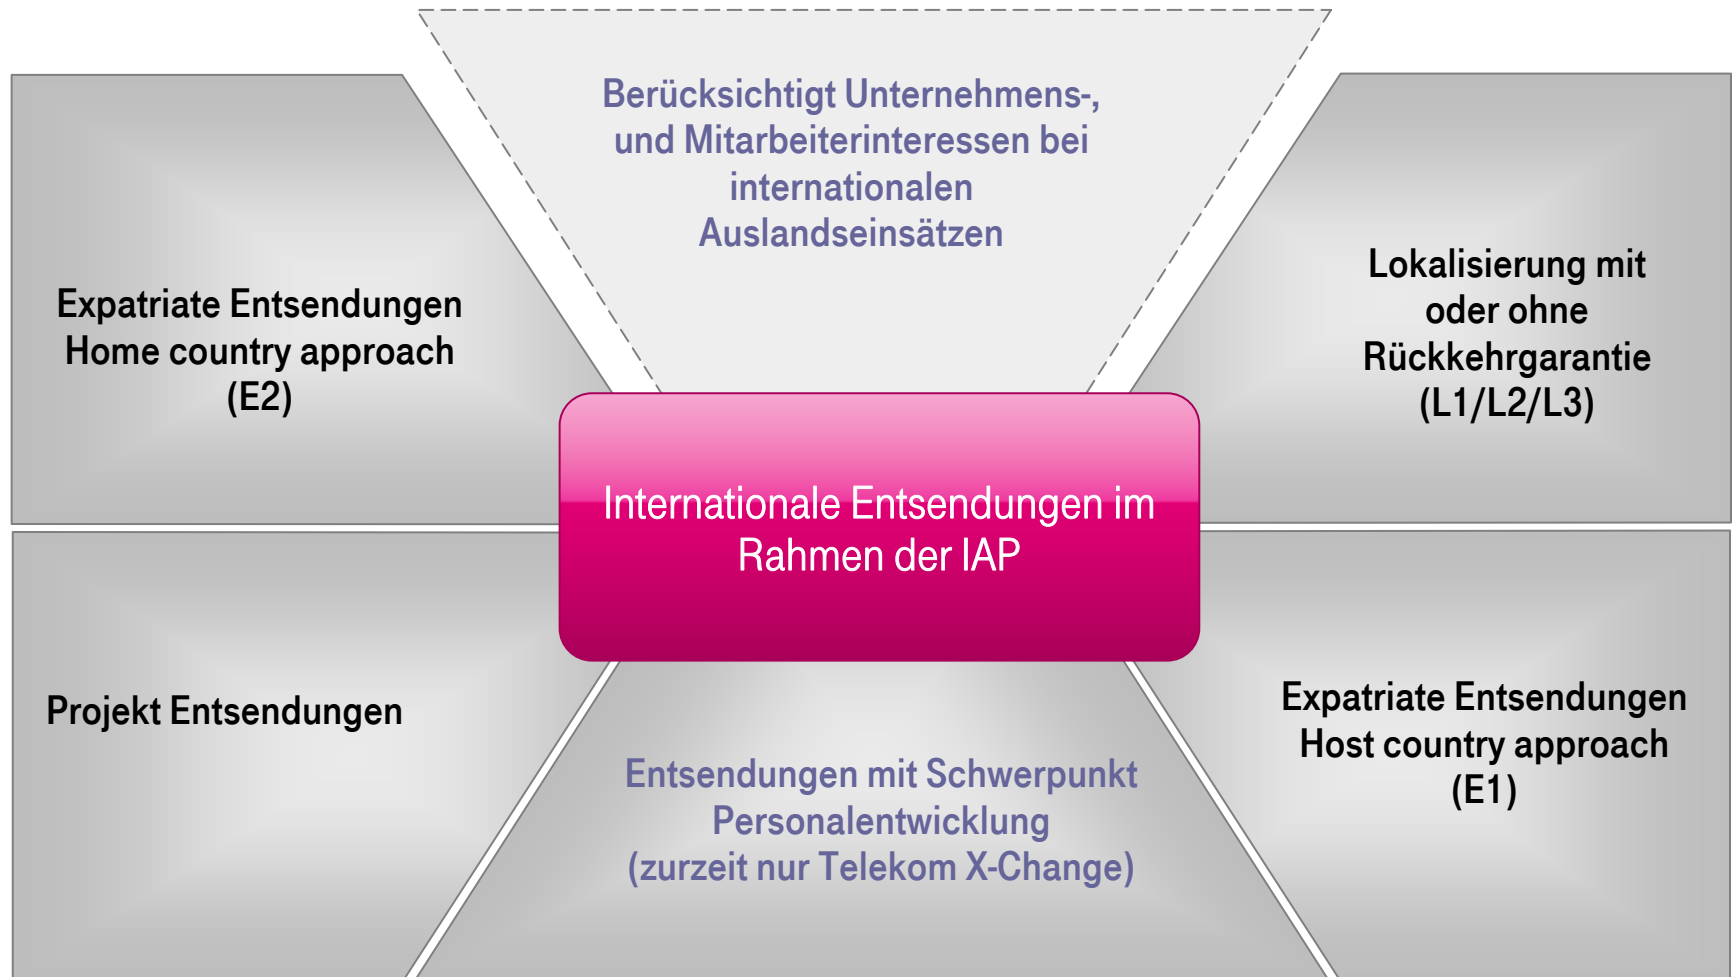 Berücksichtigt Unternehmens-,
und Mitarbeiterinteressen bei
internationalen
Auslandseinsätzen
Expatriate Entsendungen
Home country approach
(E2)
Lokalisierung mit
oder ohne
Rückkehrgarantie
(L1/L2/L3)
Internationale Entsendungen im
Rahmen der IAP
Projekt Entsendungen
Entsendungen mit Schwerpunkt
Personalentwicklung
(zurzeit nur Telekom X-Change)
Expatriate Entsendungen
Host country approach
(E1)